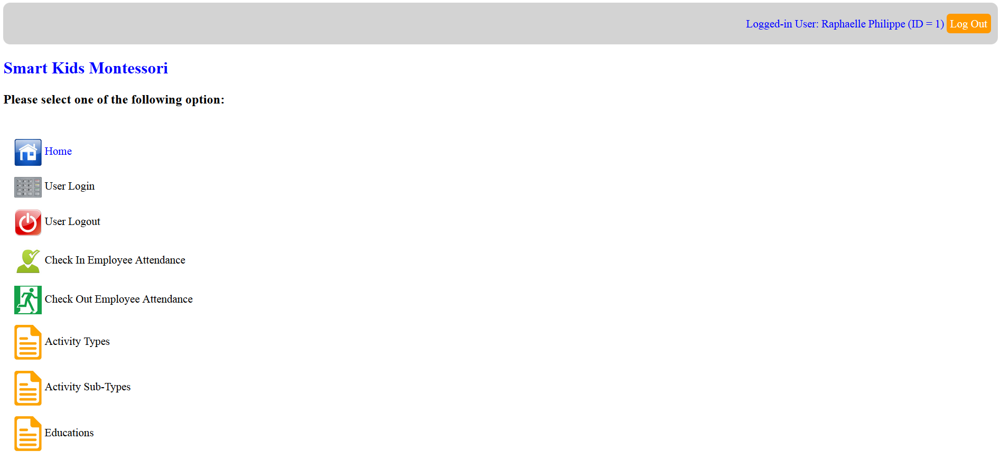 Logged-in User: Raphaelle Philippe (ID = 1) Log Out
Smart Kids Montessori
Please select one of the following option:
Home
User Login
User Logout
Check In Employee Attendance
Check Out Employee Attendance
Activity Types
Activity Sub-Types
Educations